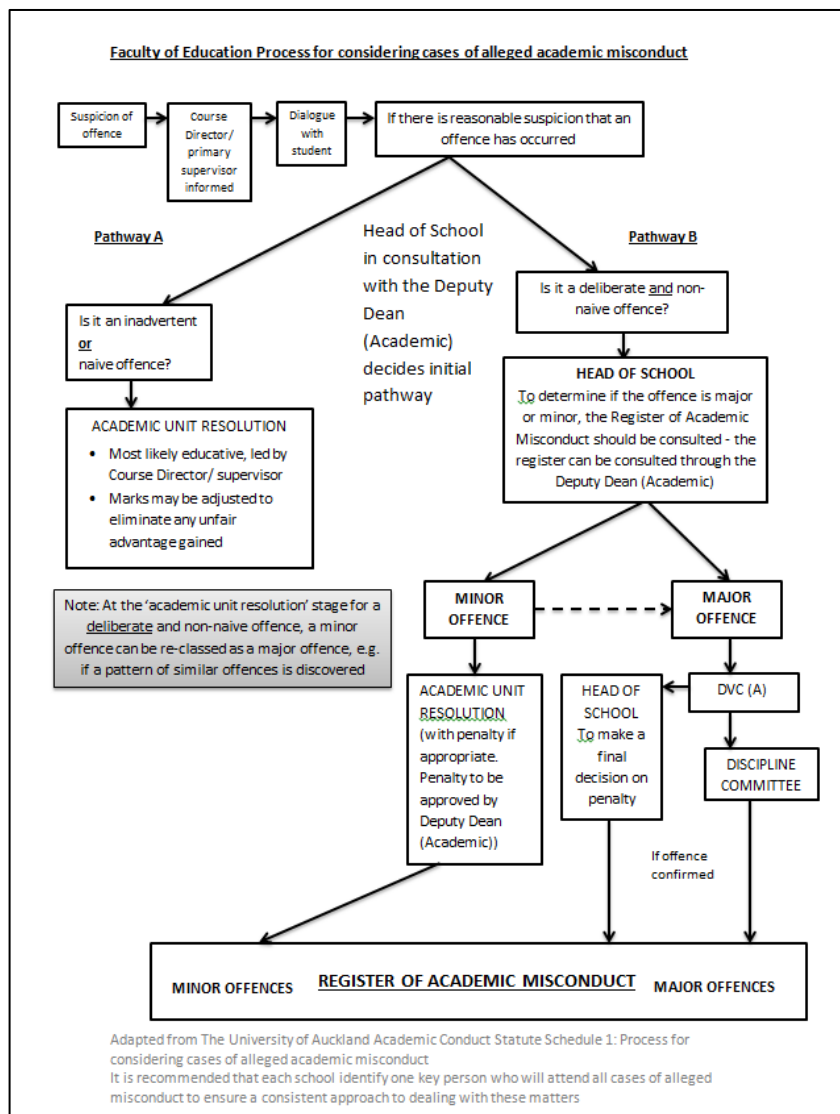 Faculty of Education Process for considering cases of alleged academic misconduct
Suspicion of
offence
Course
Director/
primary
supervisor
informed
Dialogue
with
student
If there is reasonable suspicion that an
offence has occurred
Pathway A
Head of School
in consultation
with the Deputy
Dean
(Academic)
decides initial
pathway
Pathway B
Is it an inadvertent
or
naive offence?
Is it a deliberate and non-
naive offence?
ACADEMIC UNIT RESOLUTION
• Most likely educative, led by
Course Director/ supervisor
• Marks may be adjusted to
eliminate any unfair
advantage gained
HEAD OF SCHOOL
To determine if the offence is major
or minor, the Register of Academic
Misconduct should be consulted - the
register can be consulted through the
Deputy Dean (Academic)
Note: At the ‘academic unit resolution’ stage for a
deliberate and non-naive offence, a minor
offence can be re-classed as a major offence, e.g.
if a pattern of similar offences is discovered
MINOR
OFFENCE
MAJOR
OFFENCE
ACADEMIC UNIT
RESOLUTION
(with penalty if
appropriate.
Penalty to be
approved by
Deputy Dean
(Academic))
HEAD OF
SCHOOL
To make a
final
decision on
penalty
DVC (A)
DISCIPLINE
COMMITTEE
If offence
confirmed
MINOR OFFENCES REGISTER OF ACADEMIC MISCONDUCT MAJOR OFFENCES
Adapted from The University of Auckland Academic Conduct Statute Schedule 1: Process for
considering cases of alleged academic misconduct
It is recommended that each school identify one key person who will attend all cases of alleged
misconduct to ensure a consistent approach to dealing with these matters